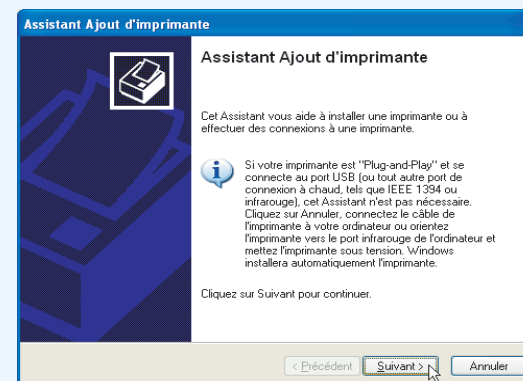 Assistant Ajout d'imprimante
Assistant Ajout d'imprimante
Cet Assistant vous aide à installer une imprimante ou à
effectuer des connexions à une imprimante.
Si votre imprimante est "Plug-and-Play" et se
connecte au port USB (ou tout autre port de
connexion à chaud, tels que IEEE 1394 ou
infrarouge), cet Assistant n'est pas nécessaire.
Cliquez sur Annuler, connectez le câble de
l'imprimante à votre ordinateur ou orientez
l'imprimante vers le port infrarouge de l'ordinateur et
mettez l'imprimante sous tension. Windows
installera automatiquement l'imprimante.
Cliquez sur Suivant pour continuer.
< Précédent Suivant > Annuler